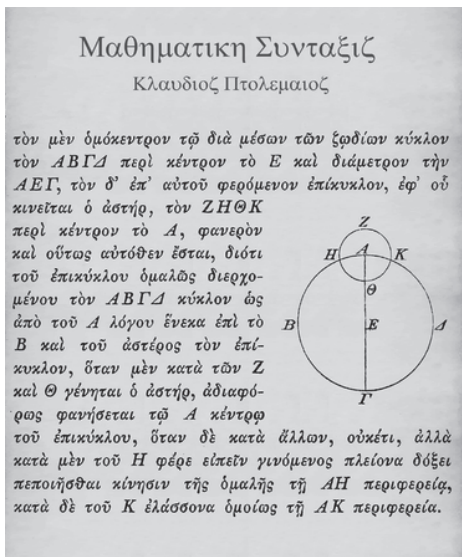 Μαθηματικη Συνταξιζ
Κλαυδιοζ Πτολεμαιοζ
τὸν μὲν ὁμόκεντρον τῷ διὰ μέσων τῶν ζῳδίων κύκλον
τὸν ΑΒΓΔ περὶ κέντρον τὸ Ε καὶ διάμετρον τὴν
ΑΕΓ, τὸν δ' ἐπ' αὐτοῦ φερόμενον ἐπίκυκλον, ἐφ' οὗ
κινεῖται ὁ ἀστήρ, τὸν ΖΗΘΚ
περὶ κέντρον τὸ Α, φανερὸν
καὶ οὕτως αὐτόθεν ἔσται, διότι
τοῦ ἐπικύκλου ὁμαλῶς διερχο-
μένου τὸν ΑΒΓΔ κύκλον ὡς
ἀπὸ τοῦ Α λόγου ἕνεκα ἐπὶ τὸ
Β καὶ τοῦ ἀστέρος τὸν ἐπί-
κυκλον, ὅταν μὲν κατὰ τῶν Ζ
καὶ Θ γένηται ὁ ἀστήρ, ἀδιαφό-
ρως φανήσεται τῷ Α κέντρῳ
τοῦ ἐπικύκλου, ὅταν δὲ κατὰ ἄλλων, οὐκέτι, ἀλλὰ
κατὰ μὲν τοῦ Η φέρε εἰπεῖν γινόμενος πλείονα δόξει
πεποιῆσθαι κίνησιν τῆς ὁμαλῆς τῇ ΑΗ περιφερείᾳ,
κατὰ δὲ τοῦ Κ ἐλάσσονα ὁμοίως τῇ ΑΚ περιφερείᾳ.
Ζ
Η Α Κ
Θ
Β Ε Δ
Γ